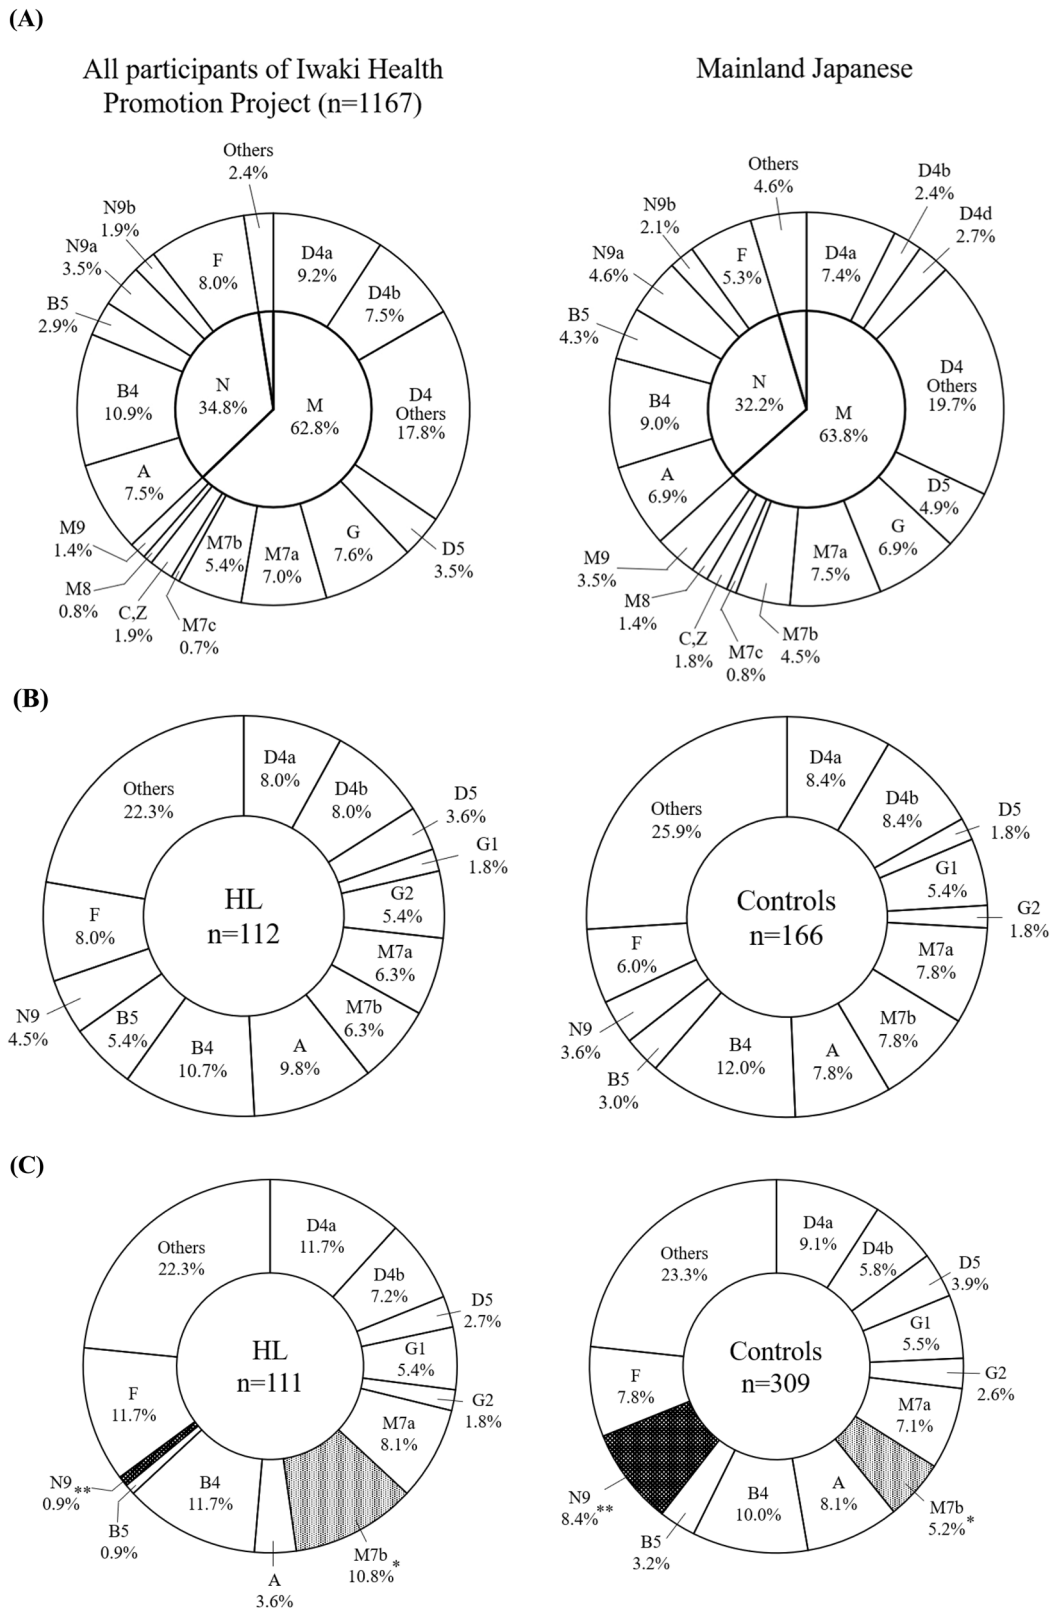 (A)
All participants of Iwaki Health
Promotion Project (n=1167)
Others
2.4%
D4a
9.2%
D4b
7.5%
D4
Others
17.8%
D5
3.5%
G
7.6%
M7a
7.0%
M7b
5.4%
M7c
0.7%
C,Z
1.9%
M8
0.8%
M9
1.4%
A
7.5%
B4
10.9%
B5
2.9%
N9a
3.5%
N9b
1.9%
F
8.0%
N
34.8%
M
62.8%
Mainland Japanese
Others
4.6%
D4a
7.4%
D4b
2.4%
D4d
2.7%
D4
Others
19.7%
D5
4.9%
G
6.9%
M7a
7.5%
M7b
4.5%
M7c
0.8%
C,Z
1.8%
M8
1.4%
M9
3.5%
A
6.9%
B4
9.0%
B5
4.3%
N9a
4.6%
N9b
2.1%
F
5.3%
N
32.2%
M
63.8%
(B)
HL
n=112
D4a
8.0%
D4b
8.0%
D5
3.6%
G1
1.8%
G2
5.4%
M7a
6.3%
M7b
6.3%
A
9.8%
B4
10.7%
B5
5.4%
N9
4.5%
F
8.0%
Others
22.3%
Controls
n=166
D4a
8.4%
D4b
8.4%
D5
1.8%
G1
5.4%
G2
1.8%
M7a
7.8%
M7b
7.8%
A
7.8%
B4
12.0%
B5
3.0%
N9
3.6%
F
6.0%
Others
25.9%
(C)
HL
n=111
D4a
11.7%
D4b
7.2%
D5
2.7%
G1
5.4%
G2
1.8%
M7a
8.1%
M7b
10.8%*
A
3.6%
B4
11.7%
B5
0.9%
N9
0.9%**
F
11.7%
Others
22.3%
Controls
n=309
D4a
9.1%
D4b
5.8%
D5
3.9%
G1
5.5%
G2
2.6%
M7a
7.1%
M7b
5.2%*
A
8.1%
B4
10.0%
B5
3.2%
N9
8.4%**
F
7.8%
Others
23.3%